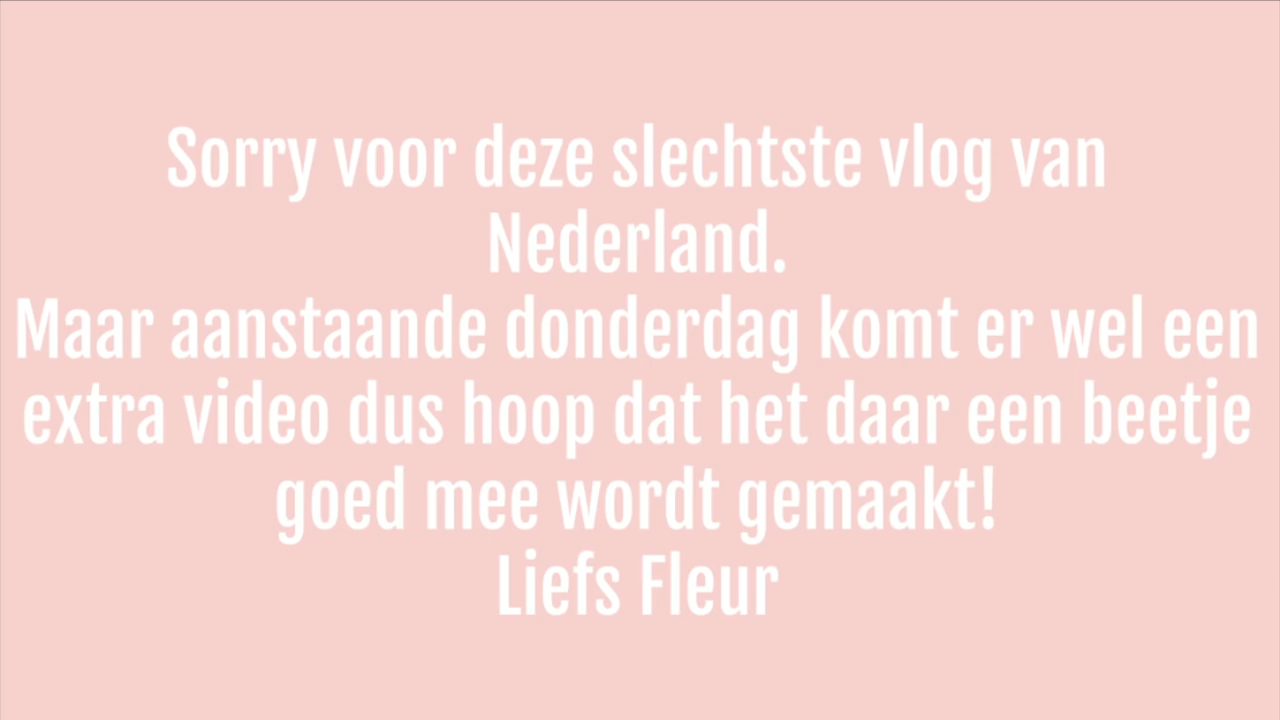 Sorry voor deze slechtste vlog van
Nederland.
Maar aanstaande donderdag komt er wel een
extra video dus hoop dat het daar een beetje
goed mee wordt gemaakt!
Liefs Fleur